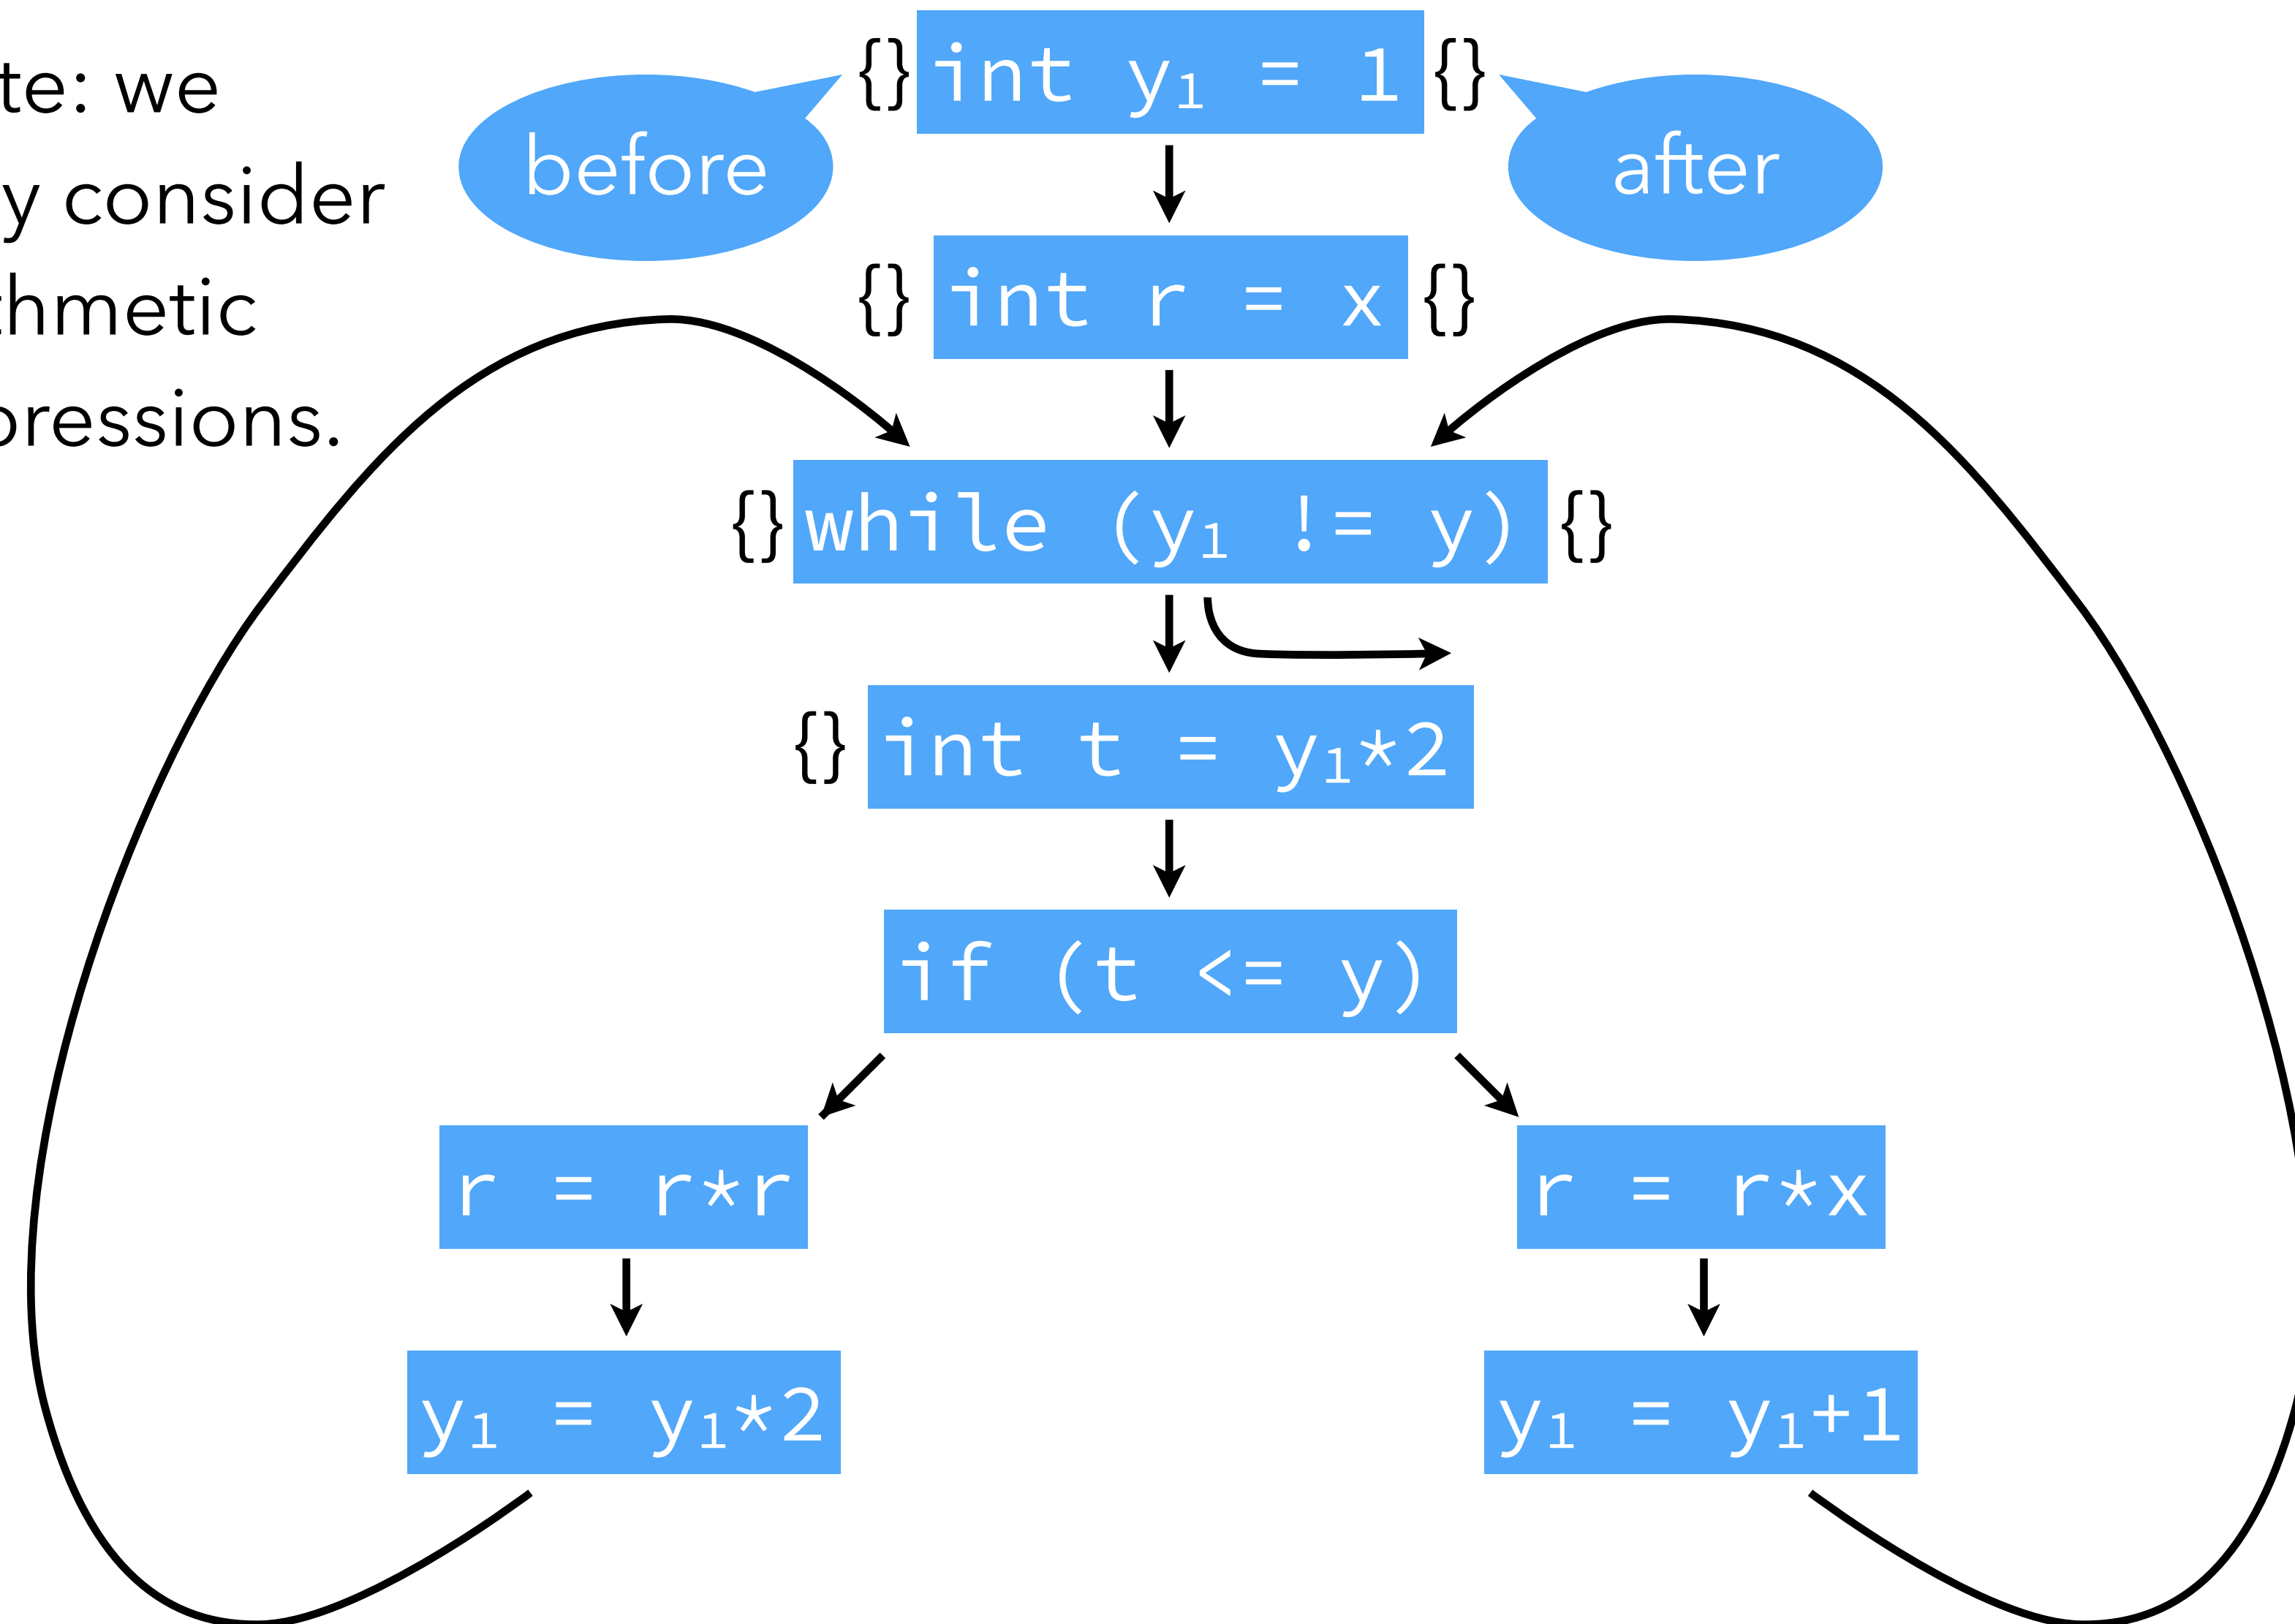 te: we
y consider
hmetic
pressions.
before
after
{} int y₁ = 1 {}
{} int r = x {}
{} while (y₁ != y) {}
{} int t = y₁*2
if (t <= y)
r = r*r
r = r*x
y₁ = y₁*2
y₁ = y₁+1